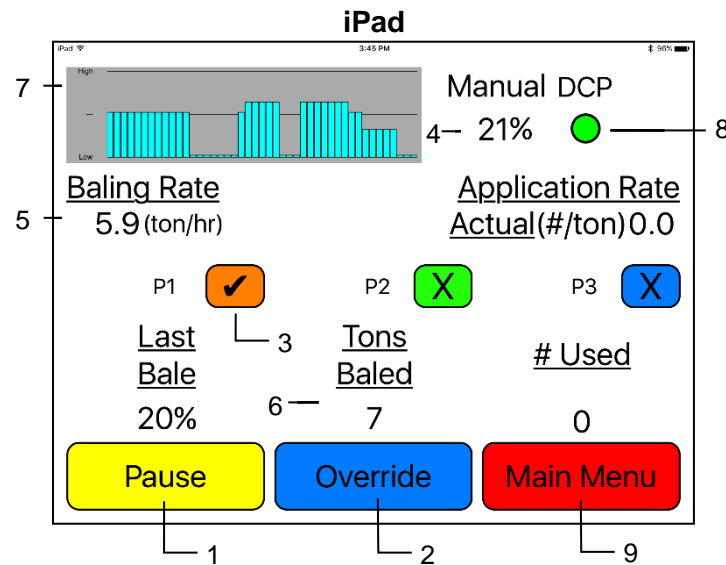 iPad
iPad 3:45 PM 96%
High
7
Manual DCP
4 21% 8
Low
Baling Rate Application Rate
5 5.9 (ton/hr) Actual(#/ton) 0.0
P1 ✔ P2 X P3 X
3
Last Tons
Bale Baled # Used
6
20% 7 0
Pause Override Main Menu
1 2 9